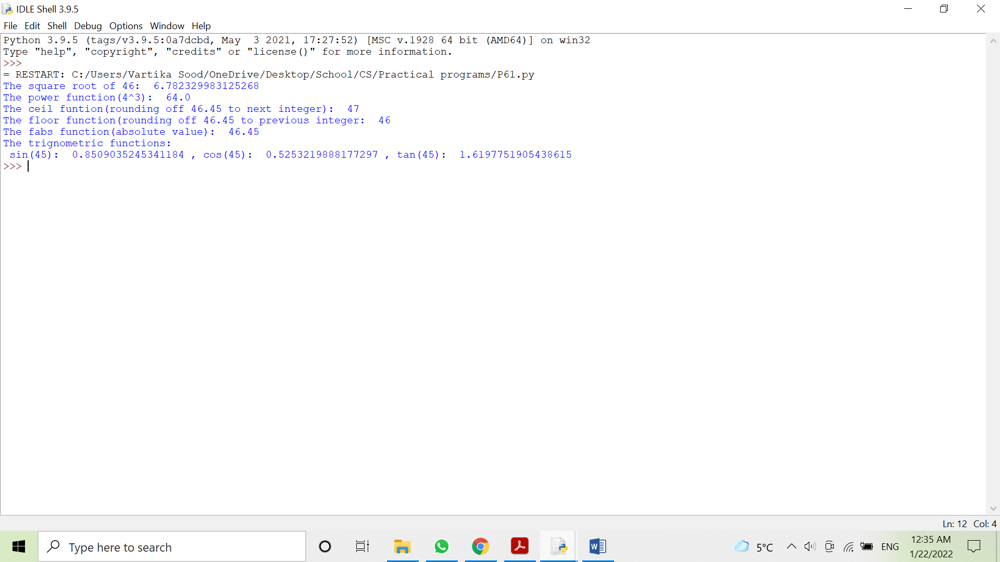 IDLE Shell 3.9.5
File Edit Shell Debug Options Window Help
Python 3.9.5 (tags/v3.9.5:0a7dcbd, May  3 2021, 17:27:52) [MSC v.1928 64 bit (AMD64)] on win32
Type "help", "copyright", "credits" or "license()" for more information.
>>>
= RESTART: C:/Users/Vartika Sood/OneDrive/Desktop/School/CS/Practical programs/P61.py
The square root of 46:  6.782329983125268
The power function(4^3):  64.0
The ceil funtion(rounding off 46.45 to next integer):  47
The floor function(rounding off 46.45 to previous integer:  46
The fabs function(absolute value):  46.45
The trignometric functions:
 sin(45):  0.8509035245341184 , cos(45):  0.5253219888177297 , tan(45):  1.6197751905438615
>>>
Ln: 12 Col: 4
Type here to search
5°C
ENG
12:35 AM
1/22/2022